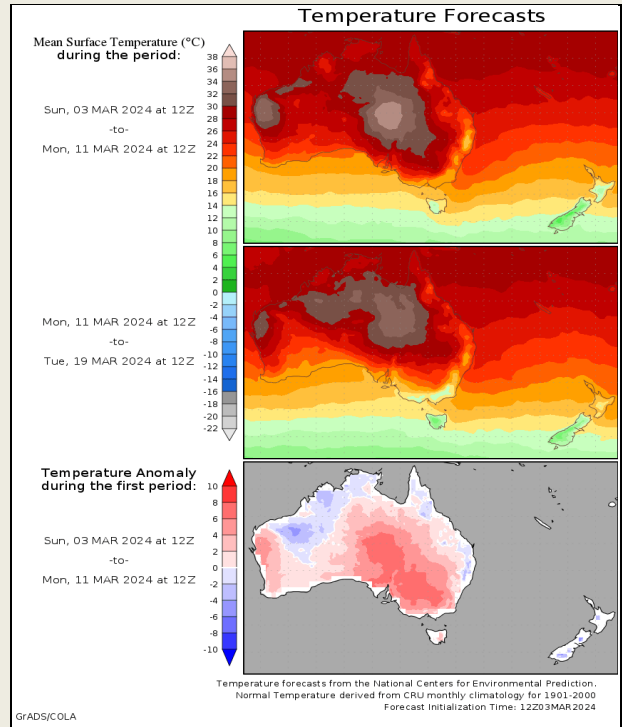 Temperature Forecasts
Mean Surface Temperature (°C)
during the period:
Sun, 03 MAR 2024 at 12Z
-to-
Mon, 11 MAR 2024 at 12Z
38
36
34
32
30
28
26
24
22
20
18
16
14
12
10
8
6
4
2
0
-2
-4
-6
-8
-10
-12
-14
-16
-18
-20
-22
Mon, 11 MAR 2024 at 12Z
-to-
Tue, 19 MAR 2024 at 12Z
Temperature Anomaly
during the first period:
Sun, 03 MAR 2024 at 12Z
-to-
Mon, 11 MAR 2024 at 12Z
10
8
6
4
2
0
-2
-4
-6
-8
-10
Temperature forecasts from the National Centers for Environmental Prediction.
Normal Temperature derived from CRU monthly climatology for 1901-2000
Forecast Initialization Time: 12Z03MAR2024
GrADS/COLA